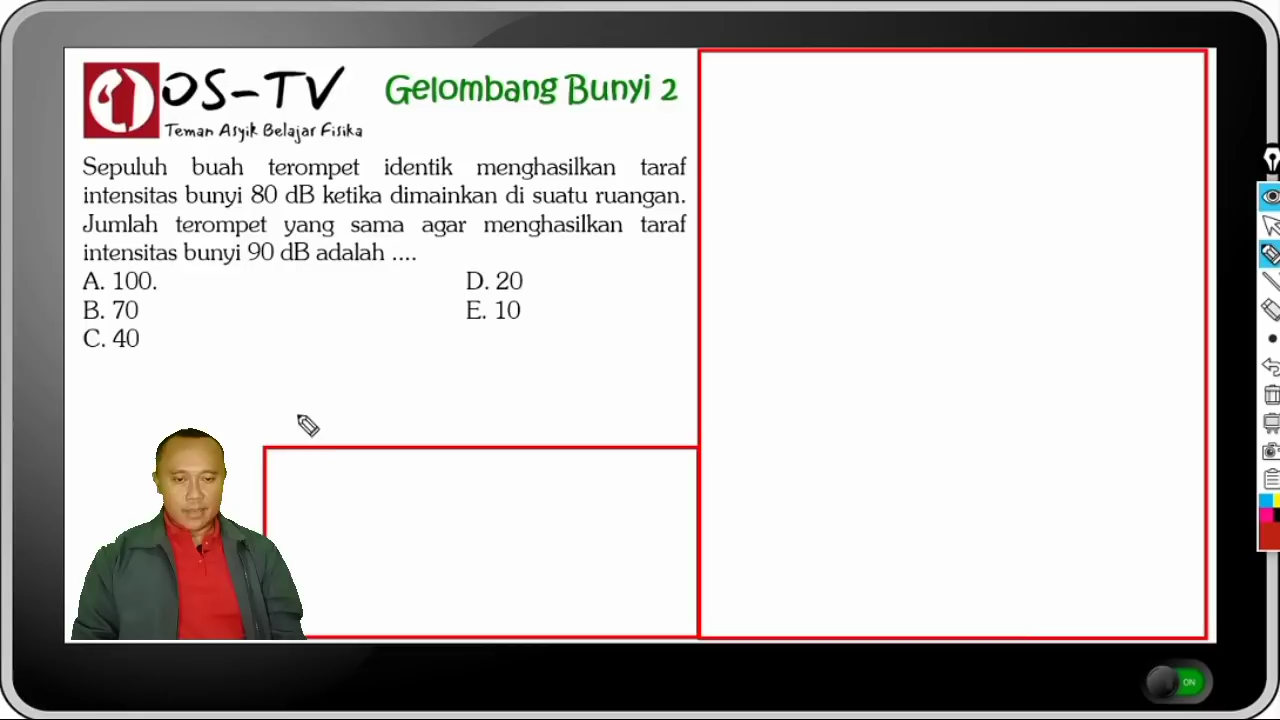 OS-TV
Teman Asyik Belajar Fisika
Gelombang Bunyi 2
Sepuluh buah terompet identik menghasilkan taraf
intensitas bunyi 80 dB ketika dimainkan di suatu ruangan.
Jumlah terompet yang sama agar menghasilkan taraf
intensitas bunyi 90 dB adalah ....
A. 100.
B. 70
C. 40
D. 20
E. 10
ON